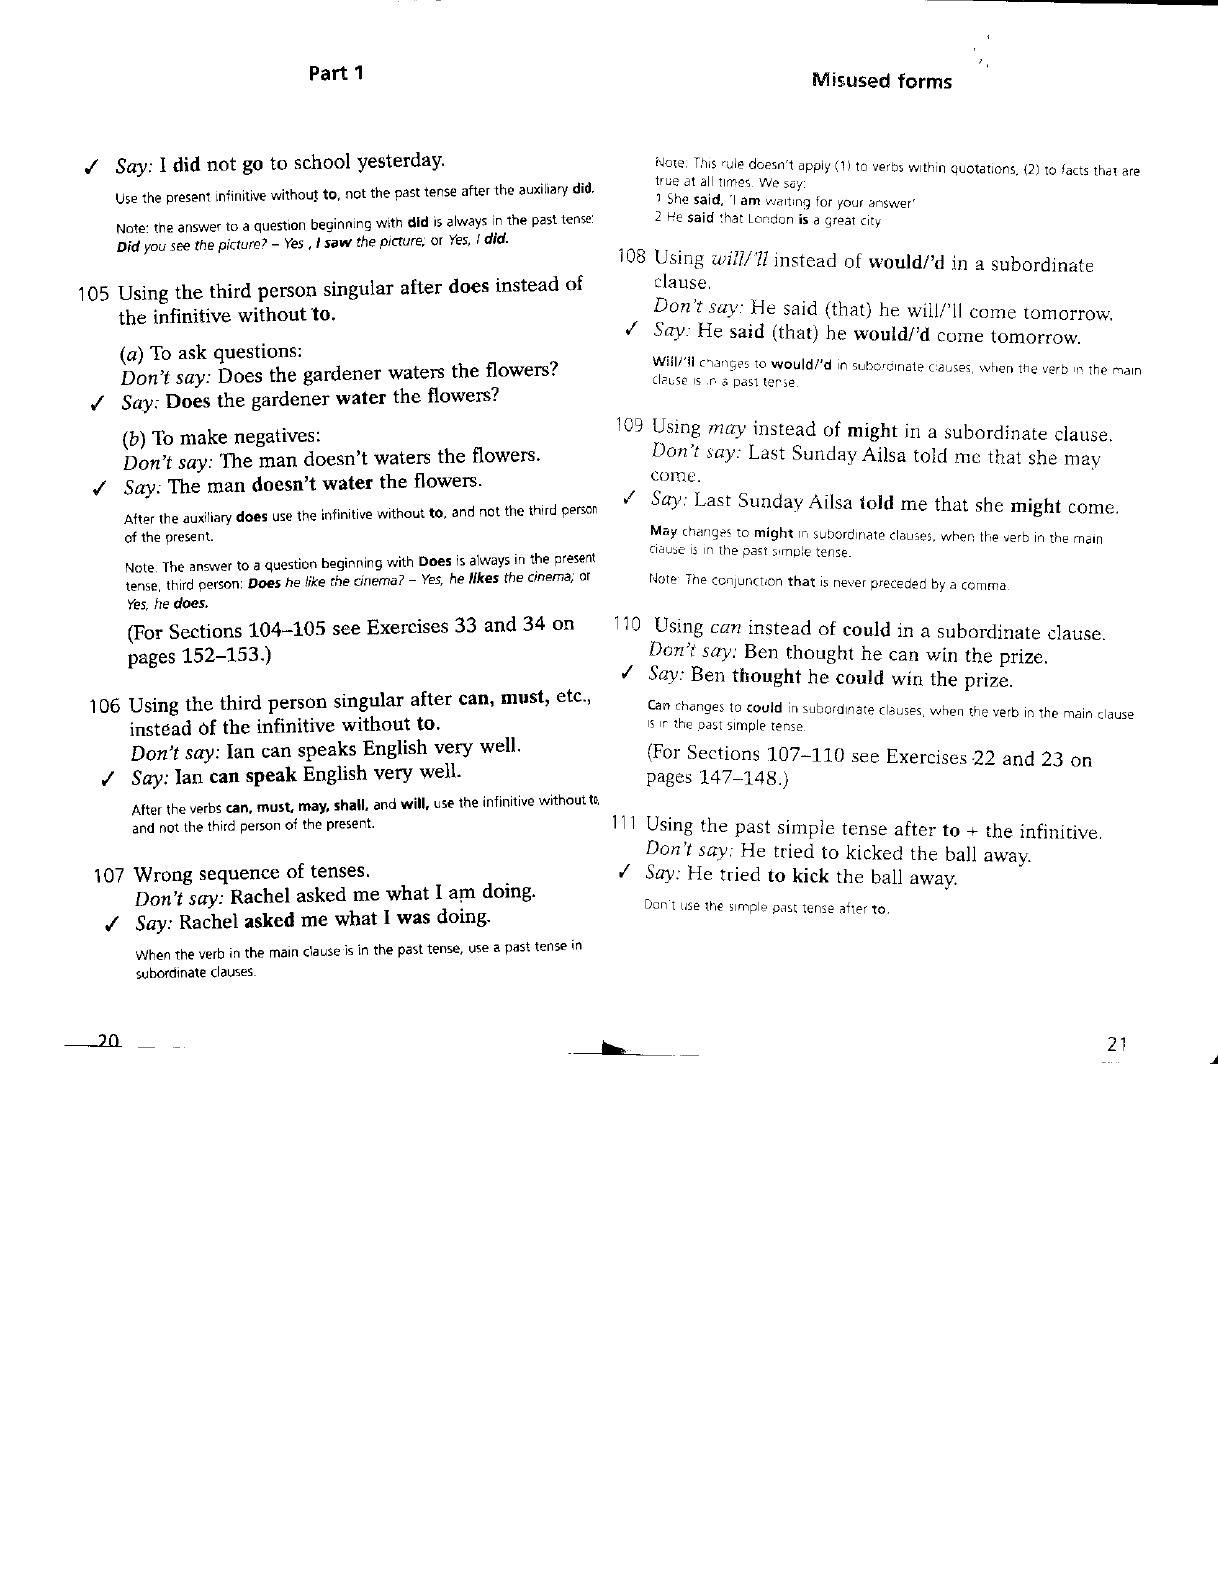 Part 1
✓ Say: I did not go to school yesterday.
Use the present infinitive without to, not the past tense after the auxiliary did.
Note: the answer to a question beginning with did is always in the past tense:
Did you see the picture? – Yes , I saw the picture; or Yes, I did.
105 Using the third person singular after does instead of
the infinitive without to.
(a) To ask questions:
Don't say: Does the gardener waters the flowers?
✓ Say: Does the gardener water the flowers?
(b) To make negatives:
Don't say: The man doesn't waters the flowers.
✓ Say: The man doesn't water the flowers.
After the auxiliary does use the infinitive without to, and not the third person
of the present.
Note: The answer to a question beginning with Does is always in the present
tense, third person: Does he like the cinema? – Yes, he likes the cinema; or
Yes, he does.
(For Sections 104–105 see Exercises 33 and 34 on
pages 152–153.)
106 Using the third person singular after can, must, etc.,
instead of the infinitive without to.
Don't say: Ian can speaks English very well.
✓ Say: Ian can speak English very well.
After the verbs can, must, may, shall, and will, use the infinitive without to,
and not the third person of the present.
107 Wrong sequence of tenses.
Don't say: Rachel asked me what I am doing.
✓ Say: Rachel asked me what I was doing.
When the verb in the main clause is in the past tense, use a past tense in
subordinate clauses.
20
Misused forms
Note: This rule doesn't apply (1) to verbs within quotations, (2) to facts that are
true at all times. We say:
1 She said, 'I am waiting for your answer'
2 He said that London is a great city
108 Using will/'ll instead of would/'d in a subordinate
clause.
Don't say: He said (that) he will/'ll come tomorrow.
✓ Say: He said (that) he would/'d come tomorrow.
Will/'ll changes to would/'d in subordinate clauses, when the verb in the main
clause is in a past tense.
109 Using may instead of might in a subordinate clause.
Don't say: Last Sunday Ailsa told me that she may
come.
✓ Say: Last Sunday Ailsa told me that she might come.
May changes to might in subordinate clauses, when the verb in the main
clause is in the past simple tense.
Note: The conjunction that is never preceded by a comma.
110 Using can instead of could in a subordinate clause.
Don't say: Ben thought he can win the prize.
✓ Say: Ben thought he could win the prize.
Can changes to could in subordinate clauses, when the verb in the main clause
is in the past simple tense.
(For Sections 107–110 see Exercises 22 and 23 on
pages 147–148.)
111 Using the past simple tense after to + the infinitive.
Don't say: He tried to kicked the ball away.
✓ Say: He tried to kick the ball away.
Don't use the simple past tense after to.
21